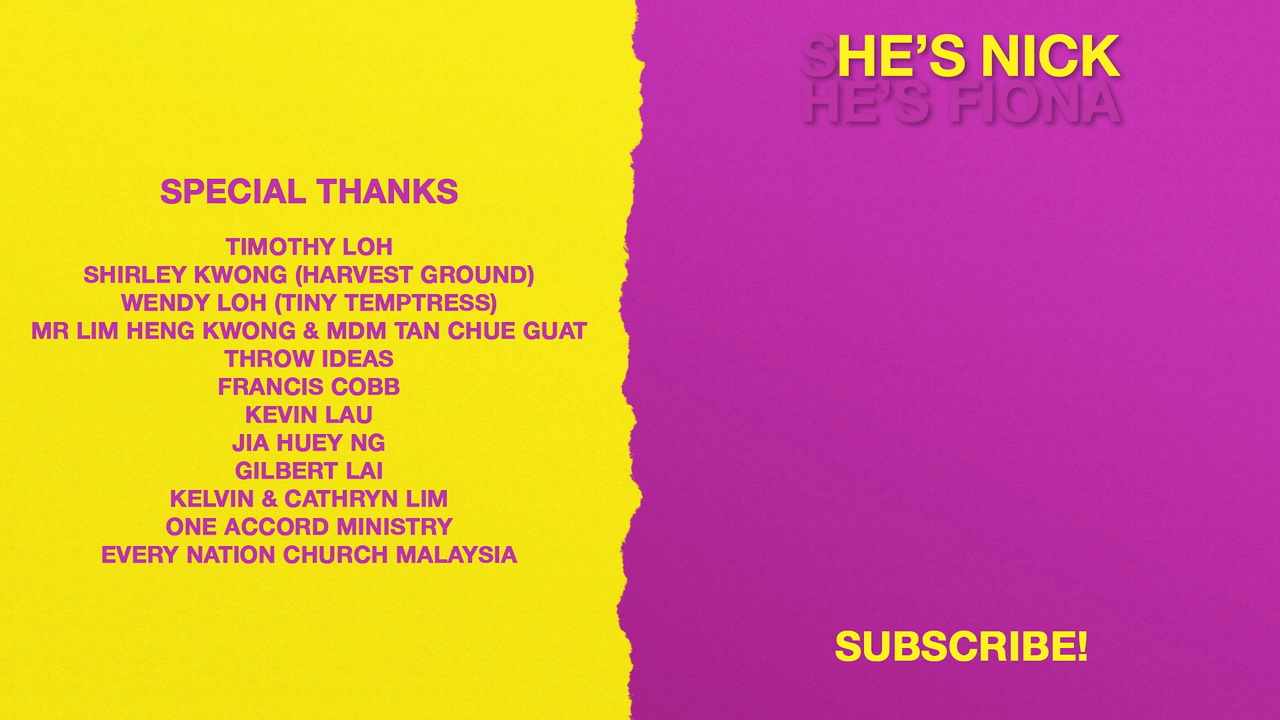 SPECIAL THANKS
TIMOTHY LOH
SHIRLEY KWONG (HARVEST GROUND)
WENDY LOH (TINY TEMPTRESS)
MR LIM HENG KWONG & MDM TAN CHUE GUAT
THROW IDEAS
FRANCIS COBB
KEVIN LAU
JIA HUEY NG
GILBERT LAI
KELVIN & CATHRYN LIM
ONE ACCORD MINISTRY
EVERY NATION CHURCH MALAYSIA
SHE’S NICK
HE’S FIONA
SUBSCRIBE!